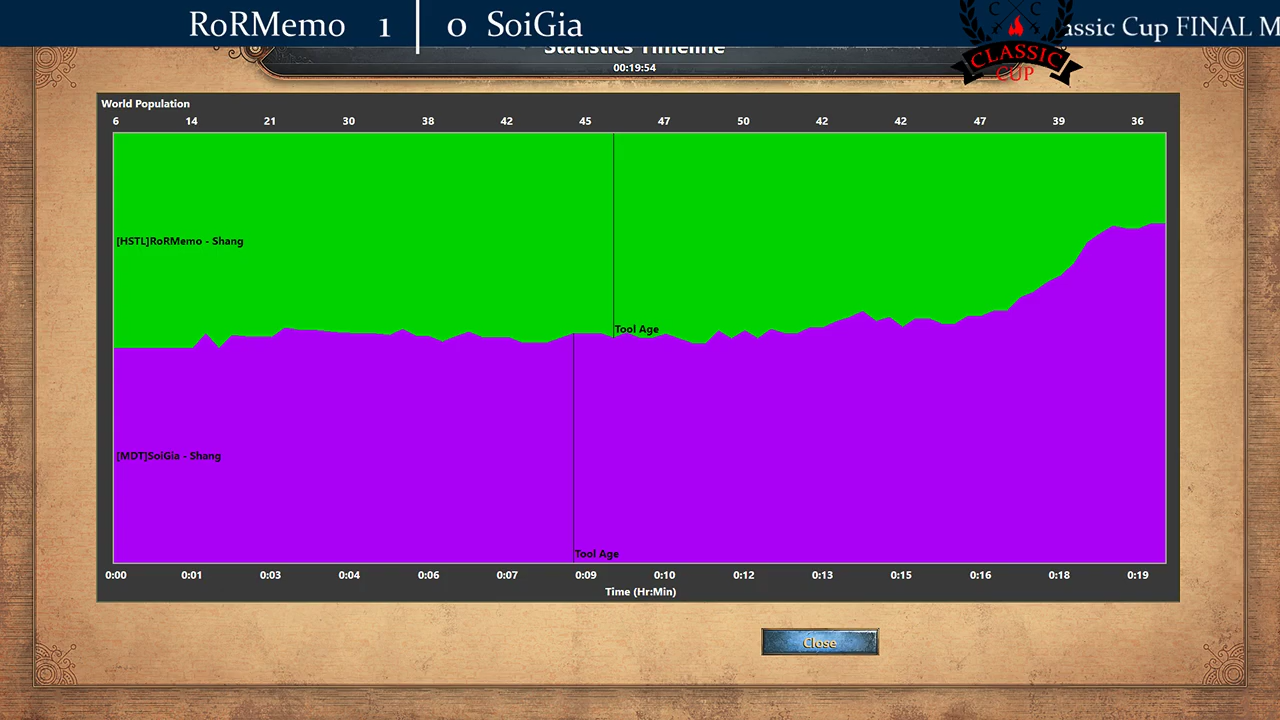 RoRMemo 1 0 SoiGia
assic Cup FINAL M
CLASSIC
CUP
Statistics Timeline
00:19:54
World Population
6 14 21 30 38 42 45 47 50 42 42 47 39 36
[HSTL]RoRMemo - Shang
Tool Age
[MDT]SoiGia - Shang
Tool Age
0:00 0:01 0:03 0:04 0:06 0:07 0:09 0:10 0:12 0:13 0:15 0:16 0:18 0:19
Time (Hr:Min)
Close